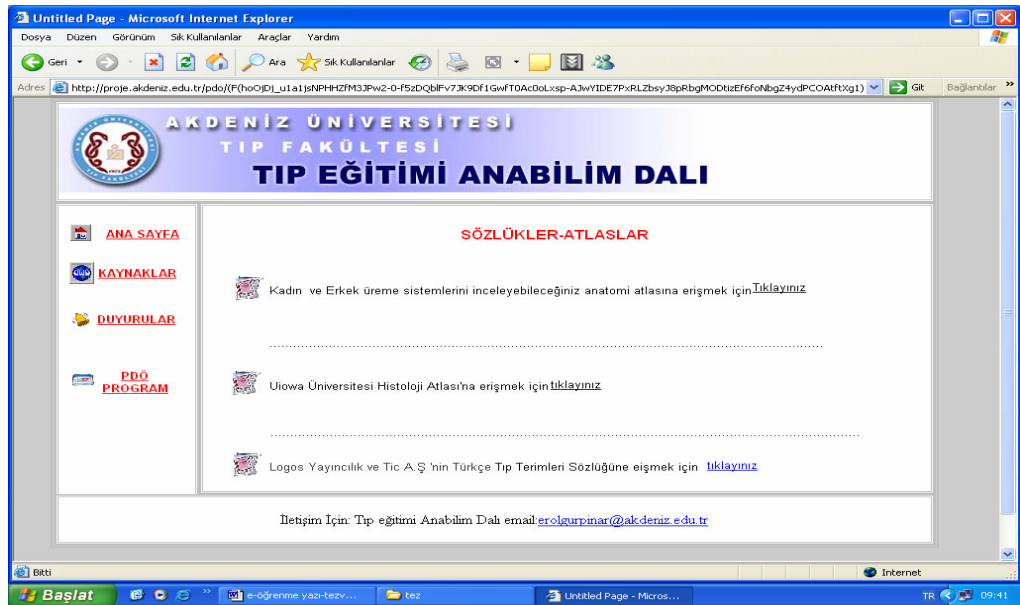 Untitled Page - Microsoft Internet Explorer
Dosya Düzen Görünüm Sık Kullanılanlar Araçlar Yardım
Geri Ara Sık Kullanılanlar
Adres http://proje.akdeniz.edu.tr/pdo/(F(hoOjDj_u1a1jsNPHHZfM3JPw2-0-f5zDQblFv7JK9Df1GwfT0Ac0oLxsp-AJwYIDE7PxRLZbsyJ8pRbgMODtizEf6foNbgZ4ydPCOAtftXg1) Git Bağlantılar »
AKDENİZ ÜNİVERSİTESİ
TIP FAKÜLTESİ
TIP EĞİTİMİ ANABİLİM DALI
ANA SAYFA
KAYNAKLAR
DUYURULAR
PDÖ
PROGRAM
SÖZLÜKLER-ATLASLAR
Kadın ve Erkek üreme sistemlerini inceleyebileceğiniz anatomi atlasına erişmek için Tıklayınız
Uiowa Üniversitesi Histoloji Atlası'na erişmek için tıklayınız
Logos Yayıncılık ve Tic A.Ş 'nin Türkçe Tıp Terimleri Sözlüğüne eişmek için tıklayınız
İletişim İçin: Tıp eğitimi Anabilim Dalı email:erolgurpinar@akdeniz.edu.tr
Bitti Internet
Başlat » e-öğrenme yazı-tezv... tez Untitled Page - Micros... TR 09:41